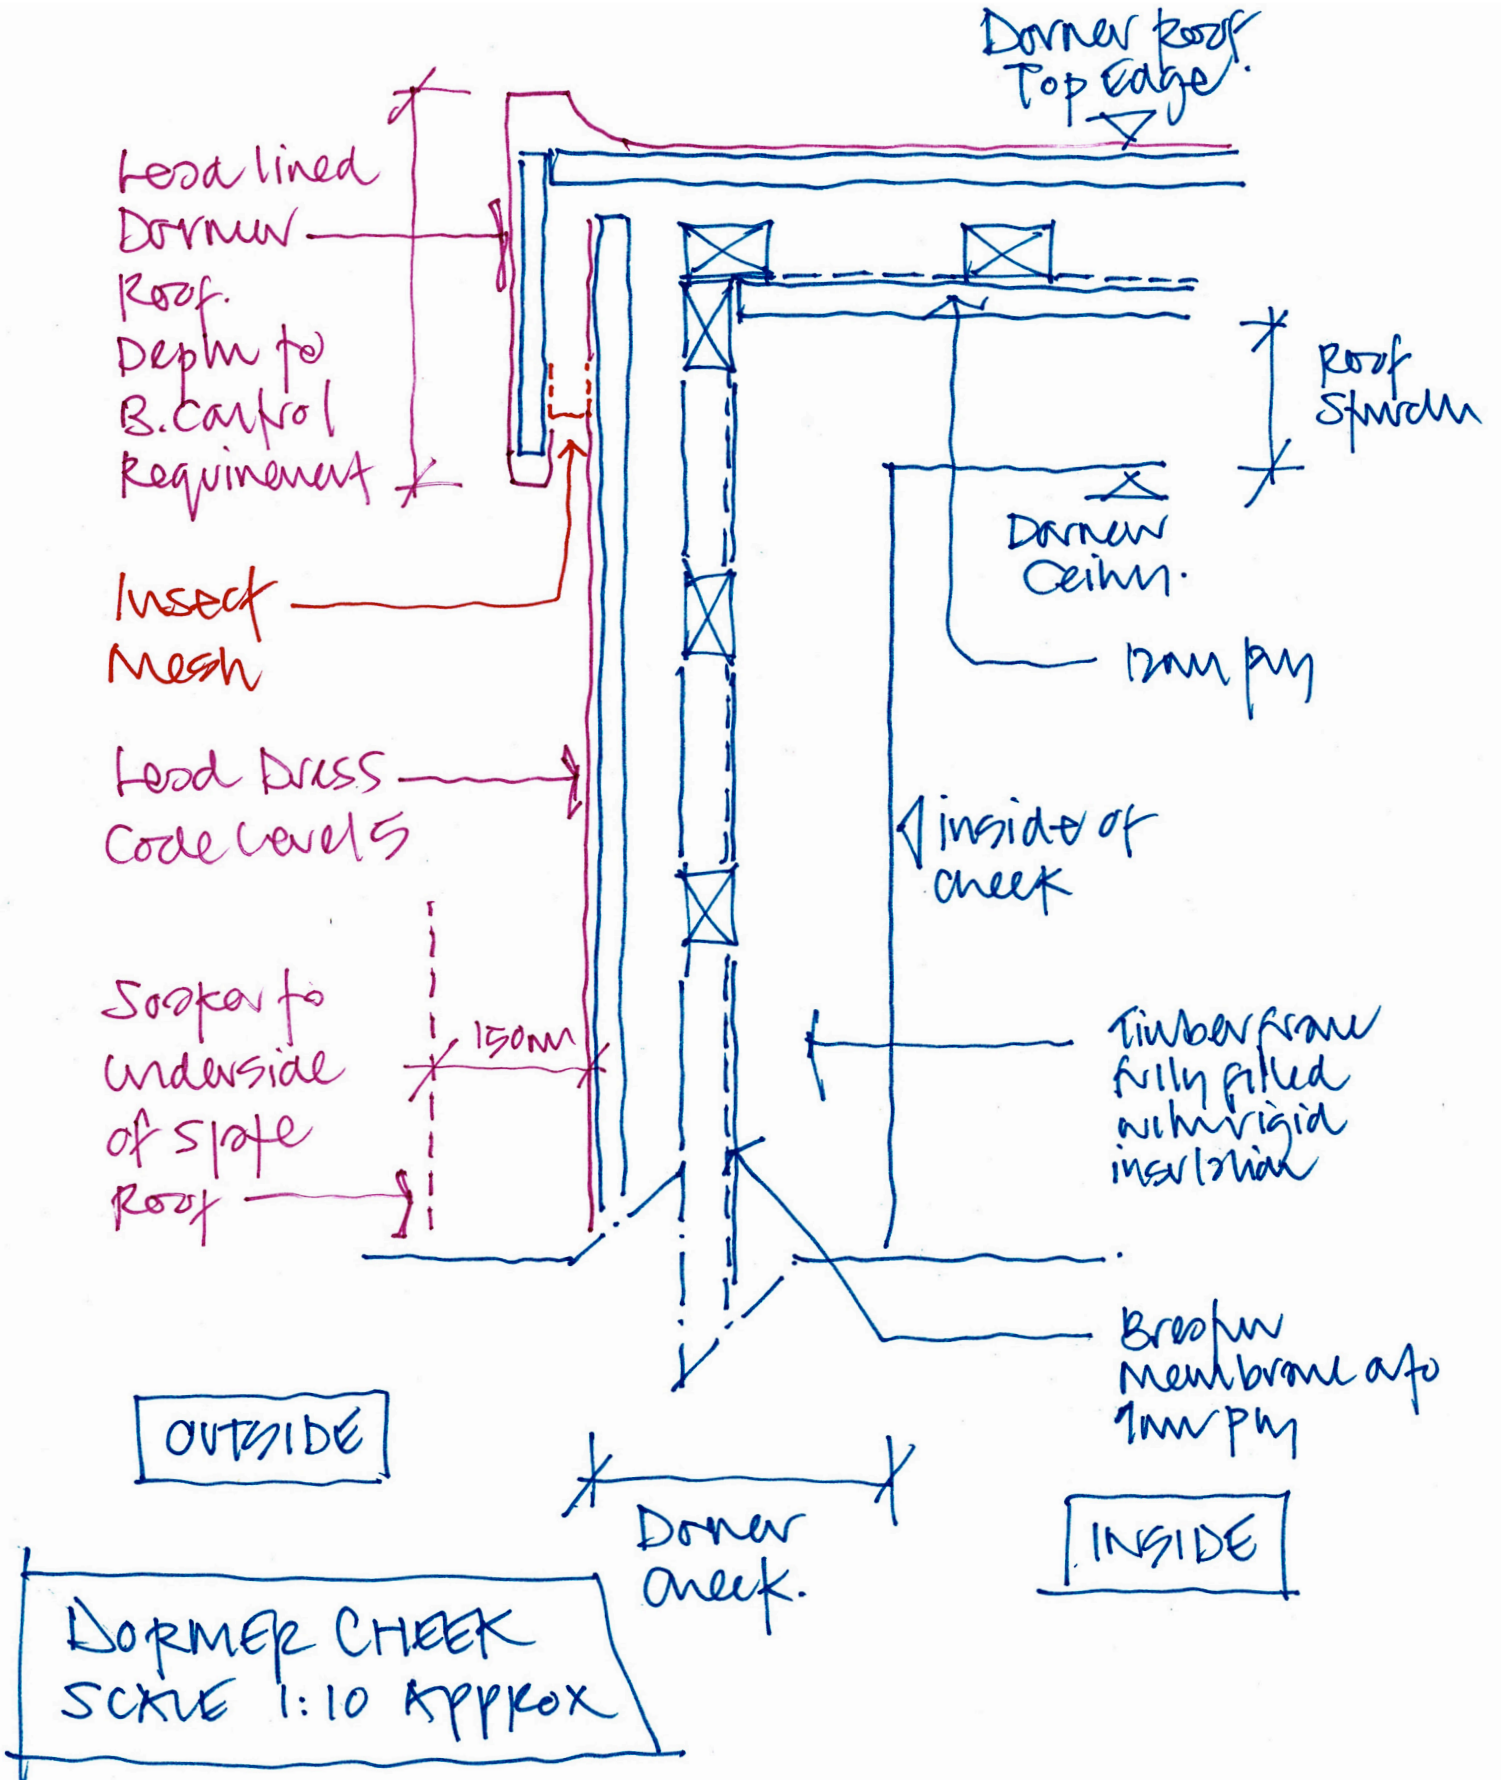 Dormer Roof
Top Edge.
Lead lined
Dormer
Roof.
Depth to
B. Control
Requirement
Roof
Structure
Dormer
Ceiling.
Insect
Mesh
12mm ply
Lead Dress
Code Level 5
inside of
cheek
Soaker to
underside
of slate
Roof
150mm
Timber frame
fully filled
with rigid
insulation
Breather
Membrane a/o
ply
OUTSIDE
Dormer
cheek.
INSIDE
DORMER CHEEK
SCALE 1:10 Approx